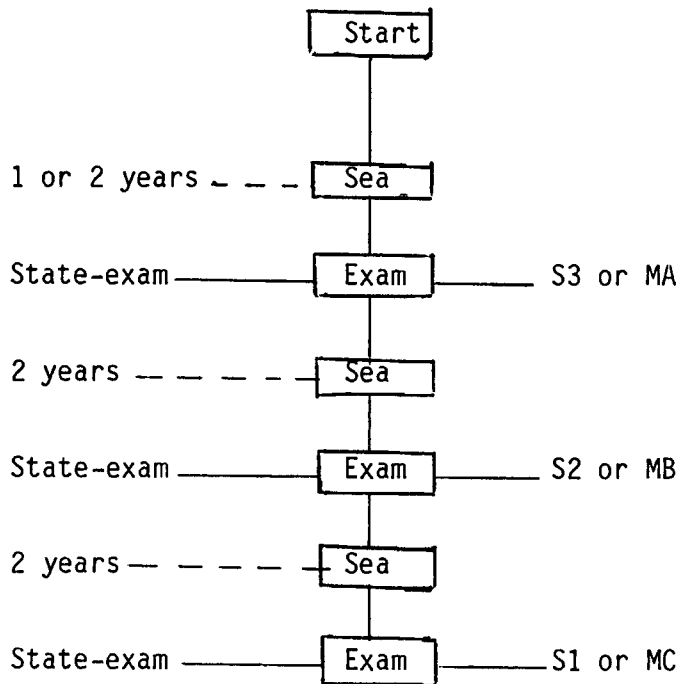 Start
1 or 2 years Sea
State-exam Exam S3 or MA
2 years Sea
State-exam Exam S2 or MB
2 years Sea
State-exam Exam S1 or MC